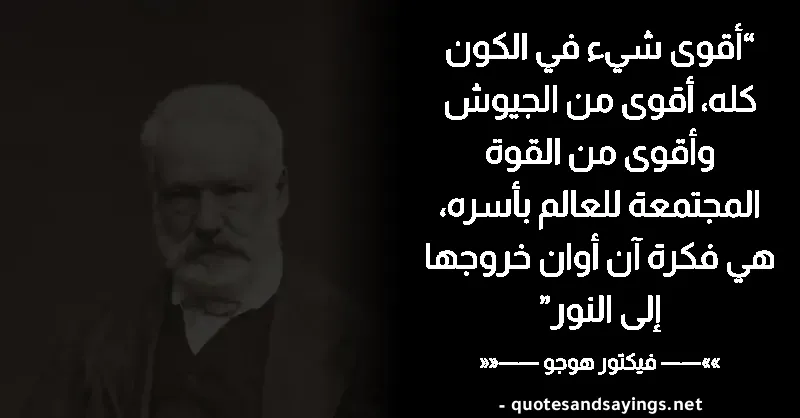 “أقوى شيء في الكون
كله، أقوى من الجيوش
وأقوى من القوة
المجتمعة للعالم بأسره،
هي فكرة آن أوان خروجها
إلى النور”
»»—— فيكتور هوجو ——««
- quotesandsayings.net